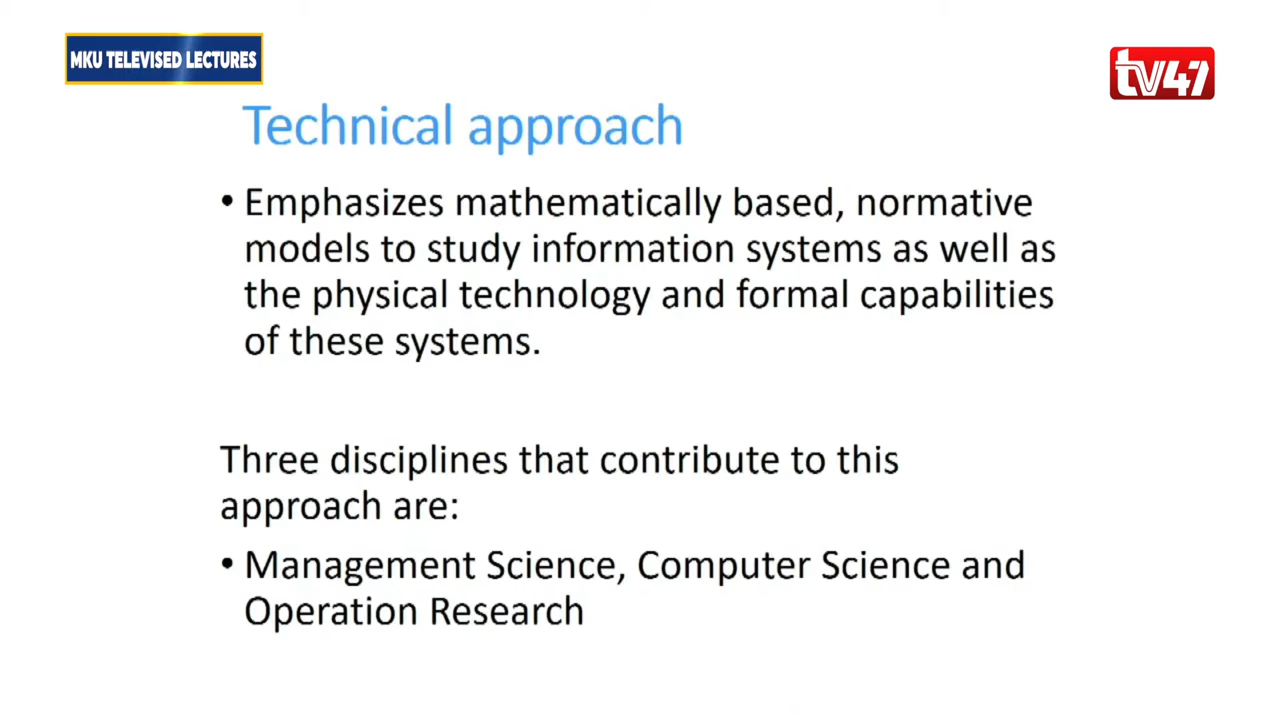 MKU TELEVISED LECTURES
tv47
Technical approach
• Emphasizes mathematically based, normative
models to study information systems as well as
the physical technology and formal capabilities
of these systems.
Three disciplines that contribute to this
approach are:
• Management Science, Computer Science and
Operation Research